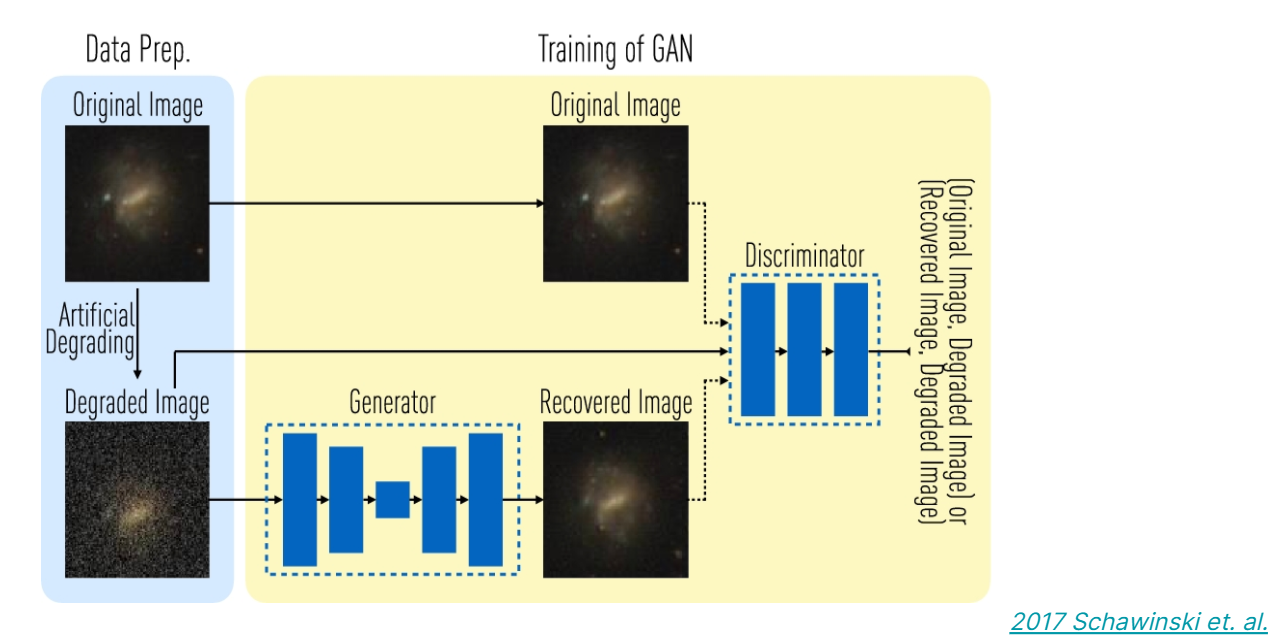 Data Prep.
Training of GAN
Original Image
Original Image
Artificial
Degrading
Discriminator
Degraded Image
Generator
Recovered Image
(Original Image, Degraded Image) or
(Recovered Image, Degraded Image)
2017 Schawinski et. al.